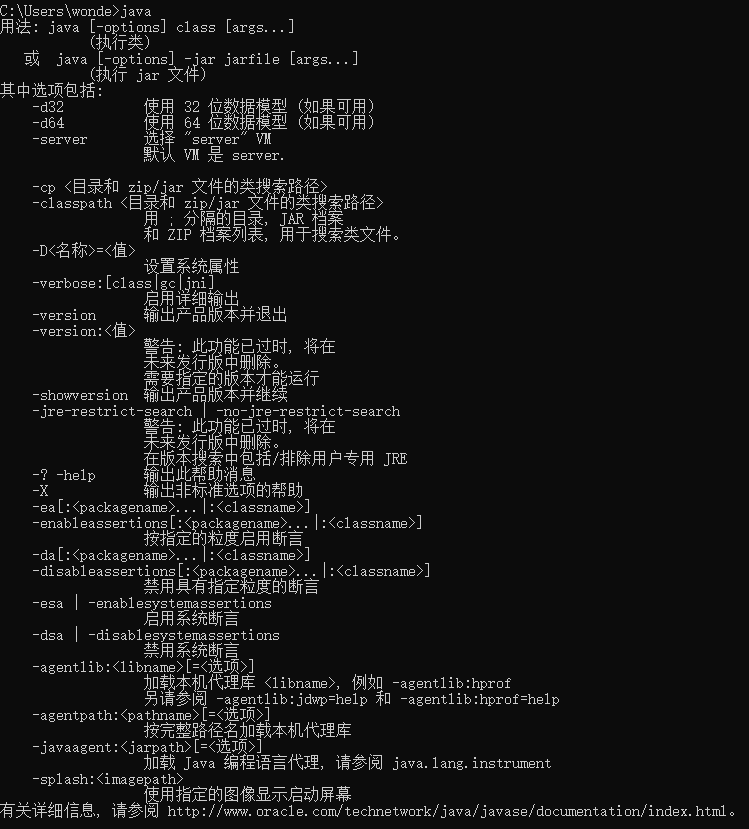 C:\Users\wonde>java
用法: java [-options] class [args...]
(执行类)
或  java [-options] -jar jarfile [args...]
(执行 jar 文件)
其中选项包括:
-d32          使用 32 位数据模型 (如果可用)
-d64          使用 64 位数据模型 (如果可用)
-server       选择 "server" VM
默认 VM 是 server.
-cp <目录和 zip/jar 文件的类搜索路径>
-classpath <目录和 zip/jar 文件的类搜索路径>
用 ; 分隔的目录, JAR 档案
和 ZIP 档案列表, 用于搜索类文件。
-D<名称>=<值>
设置系统属性
-verbose:[class|gc|jni]
启用详细输出
-version      输出产品版本并退出
-version:<值>
警告: 此功能已过时, 将在
未来发行版中删除。
需要指定的版本才能运行
-showversion  输出产品版本并继续
-jre-restrict-search | -no-jre-restrict-search
警告: 此功能已过时, 将在
未来发行版中删除。
在版本搜索中包括/排除用户专用 JRE
-? -help      输出此帮助消息
-X            输出非标准选项的帮助
-ea[:<packagename>...|:<classname>]
-enableassertions[:<packagename>...|:<classname>]
按指定的粒度启用断言
-da[:<packagename>...|:<classname>]
-disableassertions[:<packagename>...|:<classname>]
禁用具有指定粒度的断言
-esa | -enablesystemassertions
启用系统断言
-dsa | -disablesystemassertions
禁用系统断言
-agentlib:<libname>[=<选项>]
加载本机代理库 <libname>, 例如 -agentlib:hprof
另请参阅 -agentlib:jdwp=help 和 -agentlib:hprof=help
-agentpath:<pathname>[=<选项>]
按完整路径名加载本机代理库
-javaagent:<jarpath>[=<选项>]
加载 Java 编程语言代理, 请参阅 java.lang.instrument
-splash:<imagepath>
使用指定的图像显示启动屏幕
有关详细信息, 请参阅 http://www.oracle.com/technetwork/java/javase/documentation/index.html。